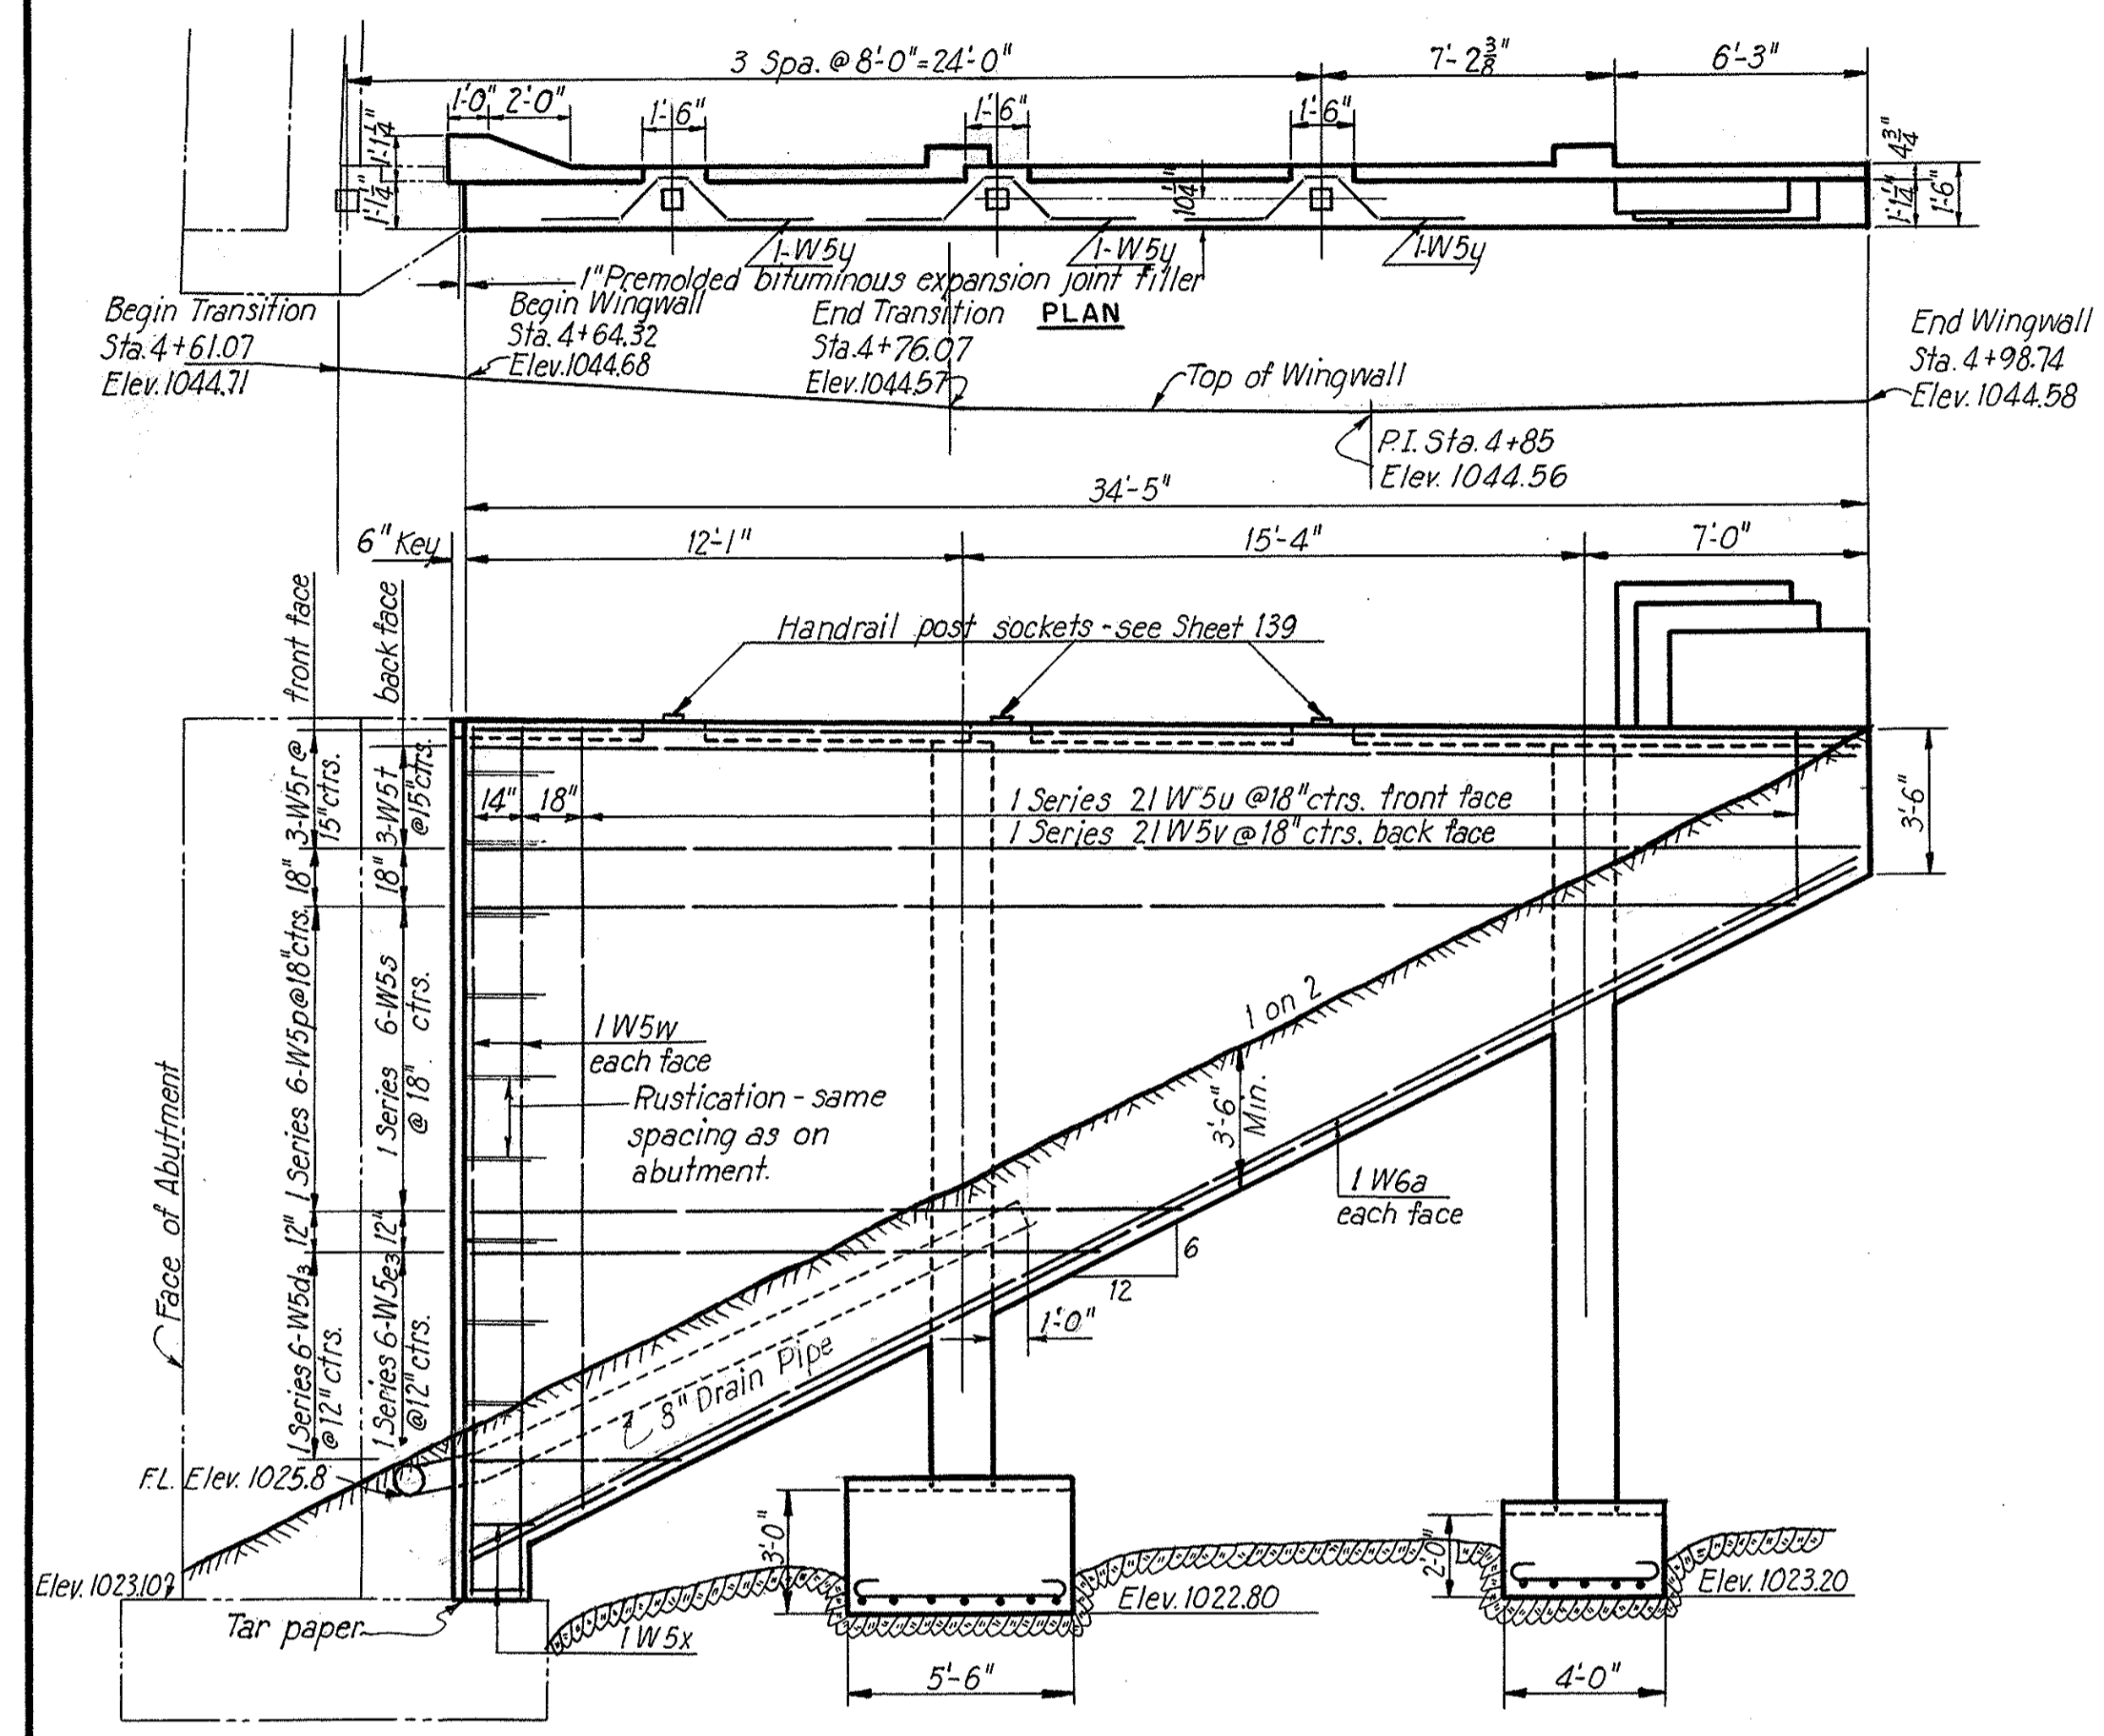 3 Spa. @ 8'-0"=24'-0"
7'-2 3/8"
6'-3"
1'-0"
2'-0"
1'-6"
1'-6"
1'-6"
1'-1 1/4"
1'-1 1/4"
10 1/4"
4 3/4"
1'-1 1/4"
1'-6"
1-W5y
1-W5y
1-W5y
1" Premolded bituminous expansion joint filler
PLAN
Begin Transition
Sta. 4+61.07
Elev. 1044.71
Begin Wingwall
Sta. 4+64.32
Elev. 1044.68
End Transition
Sta. 4+76.07
Elev. 1044.57
Top of Wingwall
P.I. Sta. 4+85
Elev. 1044.56
End Wingwall
Sta. 4+98.74
Elev. 1044.58
34'-5"
6" Key
12'-1"
15'-4"
7'-0"
Handrail post sockets - see Sheet 139
front face
back face
3-W5r @
15" ctrs.
3-W5t
@15" ctrs.
14"
18"
1 Series 21 W5u @18" ctrs. front face
1 Series 21 W5v @ 18" ctrs. back face
3'-6"
18"
18"
1 Series 6-W5p@18" ctrs.
1 Series 6-W5s
@ 18" ctrs.
1 W5w
each face
Rustication - same
spacing as on
abutment.
1 on 2
3'-6"
Min.
1 W6a
each face
6
12
1'-0"
Face of Abutment
12"
12"
1 Series 6-W5d3
@ 12" ctrs.
1 Series 6-W5e3
@12" ctrs.
8" Drain Pipe
F.L. Elev. 1025.8
Elev. 1023.10
Tar paper
1 W5x
3'-0"
2'-0"
Elev. 1022.80
Elev. 1023.20
5'-6"
4'-0"